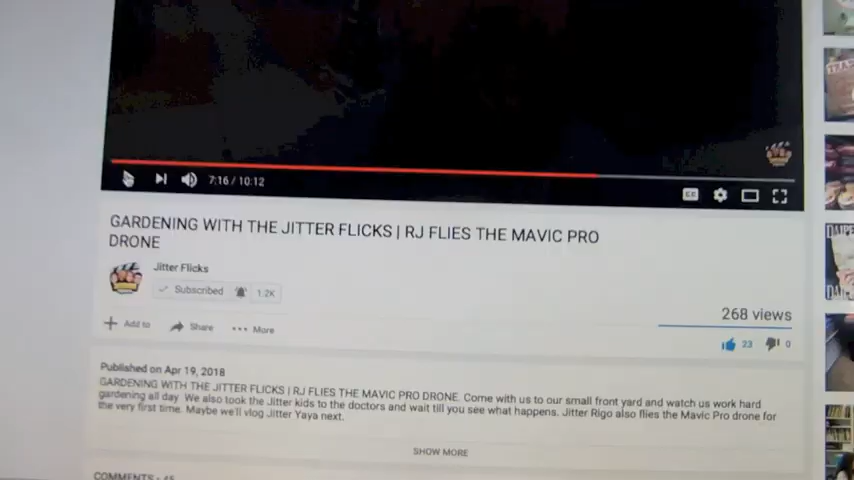 7:16 / 10:12
CC
GARDENING WITH THE JITTER FLICKS | RJ FLIES THE MAVIC PRO
DRONE
Jitter Flicks
Subscribed 1.2K
268 views
Add to Share More
23 0
Published on Apr 19, 2018
GARDENING WITH THE JITTER FLICKS | RJ FLIES THE MAVIC PRO DRONE. Come with us to our small front yard and watch us work hard
gardening all day. We also took the Jitter kids to the doctors and wait till you see what happens. Jitter Rigo also flies the Mavic Pro drone for
the very first time. Maybe we'll vlog Jitter Yaya next.
SHOW MORE
COMMENTS